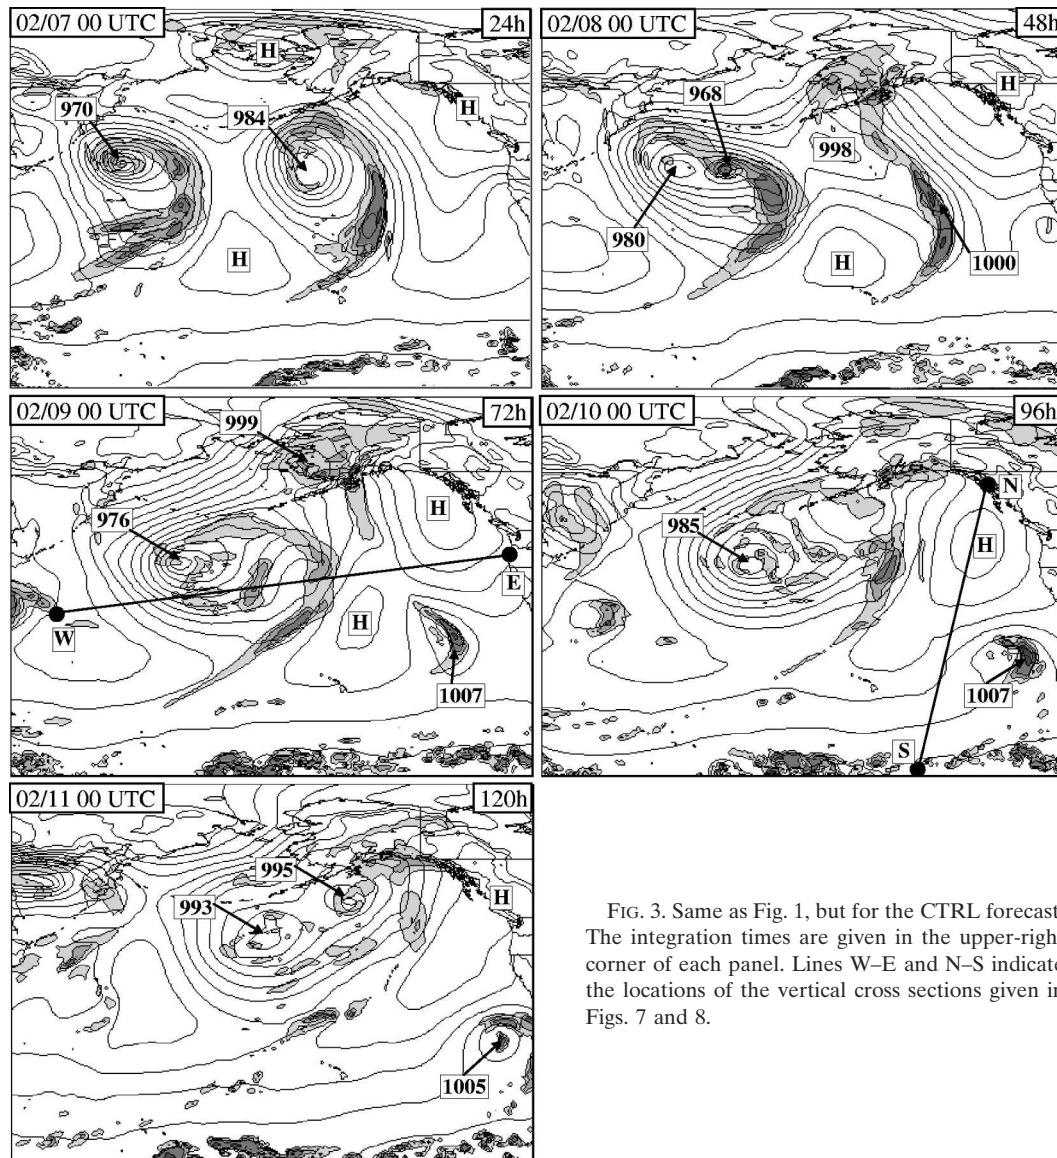 02/07 00 UTC
24h
H
970
984
H
H
02/08 00 UTC
48h
968
H
998
980
H
1000
02/09 00 UTC
72h
999
H
976
E
W
H
1007
02/10 00 UTC
96h
N
985
H
1007
S
02/11 00 UTC
120h
995
993
H
1005
FIG. 3. Same as Fig. 1, but for the CTRL forecast
The integration times are given in the upper-right
corner of each panel. Lines W–E and N–S indicate
the locations of the vertical cross sections given in
Figs. 7 and 8.